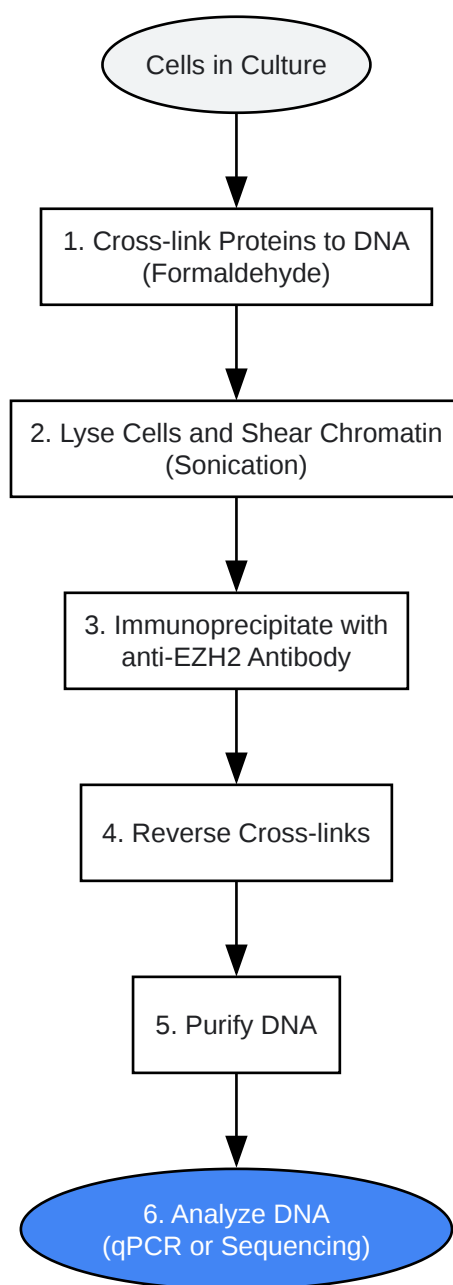 Cells in Culture
1. Cross-link Proteins to DNA
(Formaldehyde)
2. Lyse Cells and Shear Chromatin
(Sonication)
3. Immunoprecipitate with
anti-EZH2 Antibody
4. Reverse Cross-links
5. Purify DNA
6. Analyze DNA
(qPCR or Sequencing)